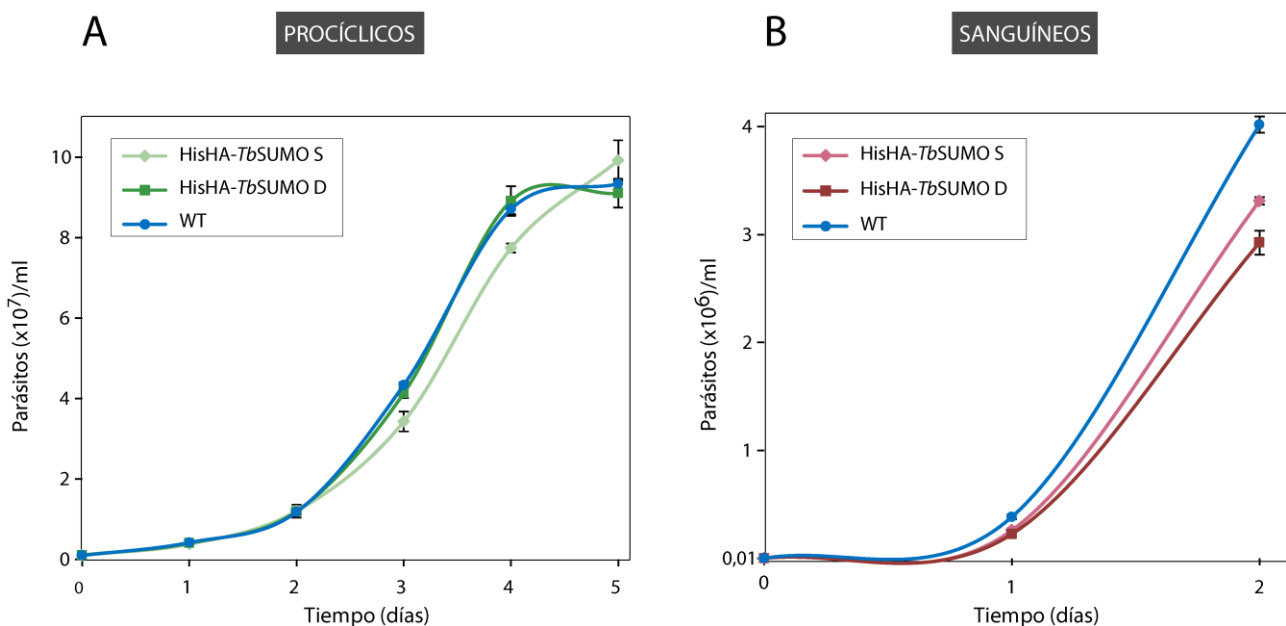 A
PROCÍCLICOS
HisHA-TbSUMO S
HisHA-TbSUMO D
WT
Parásitos (x10⁷)/ml
10
8
6
4
2
0
0 1 2 3 4 5
Tiempo (días)
B
SANGUÍNEOS
HisHA-TbSUMO S
HisHA-TbSUMO D
WT
Parásitos (x10⁶)/ml
4
3
2
1
0,01
0 1 2
Tiempo (días)